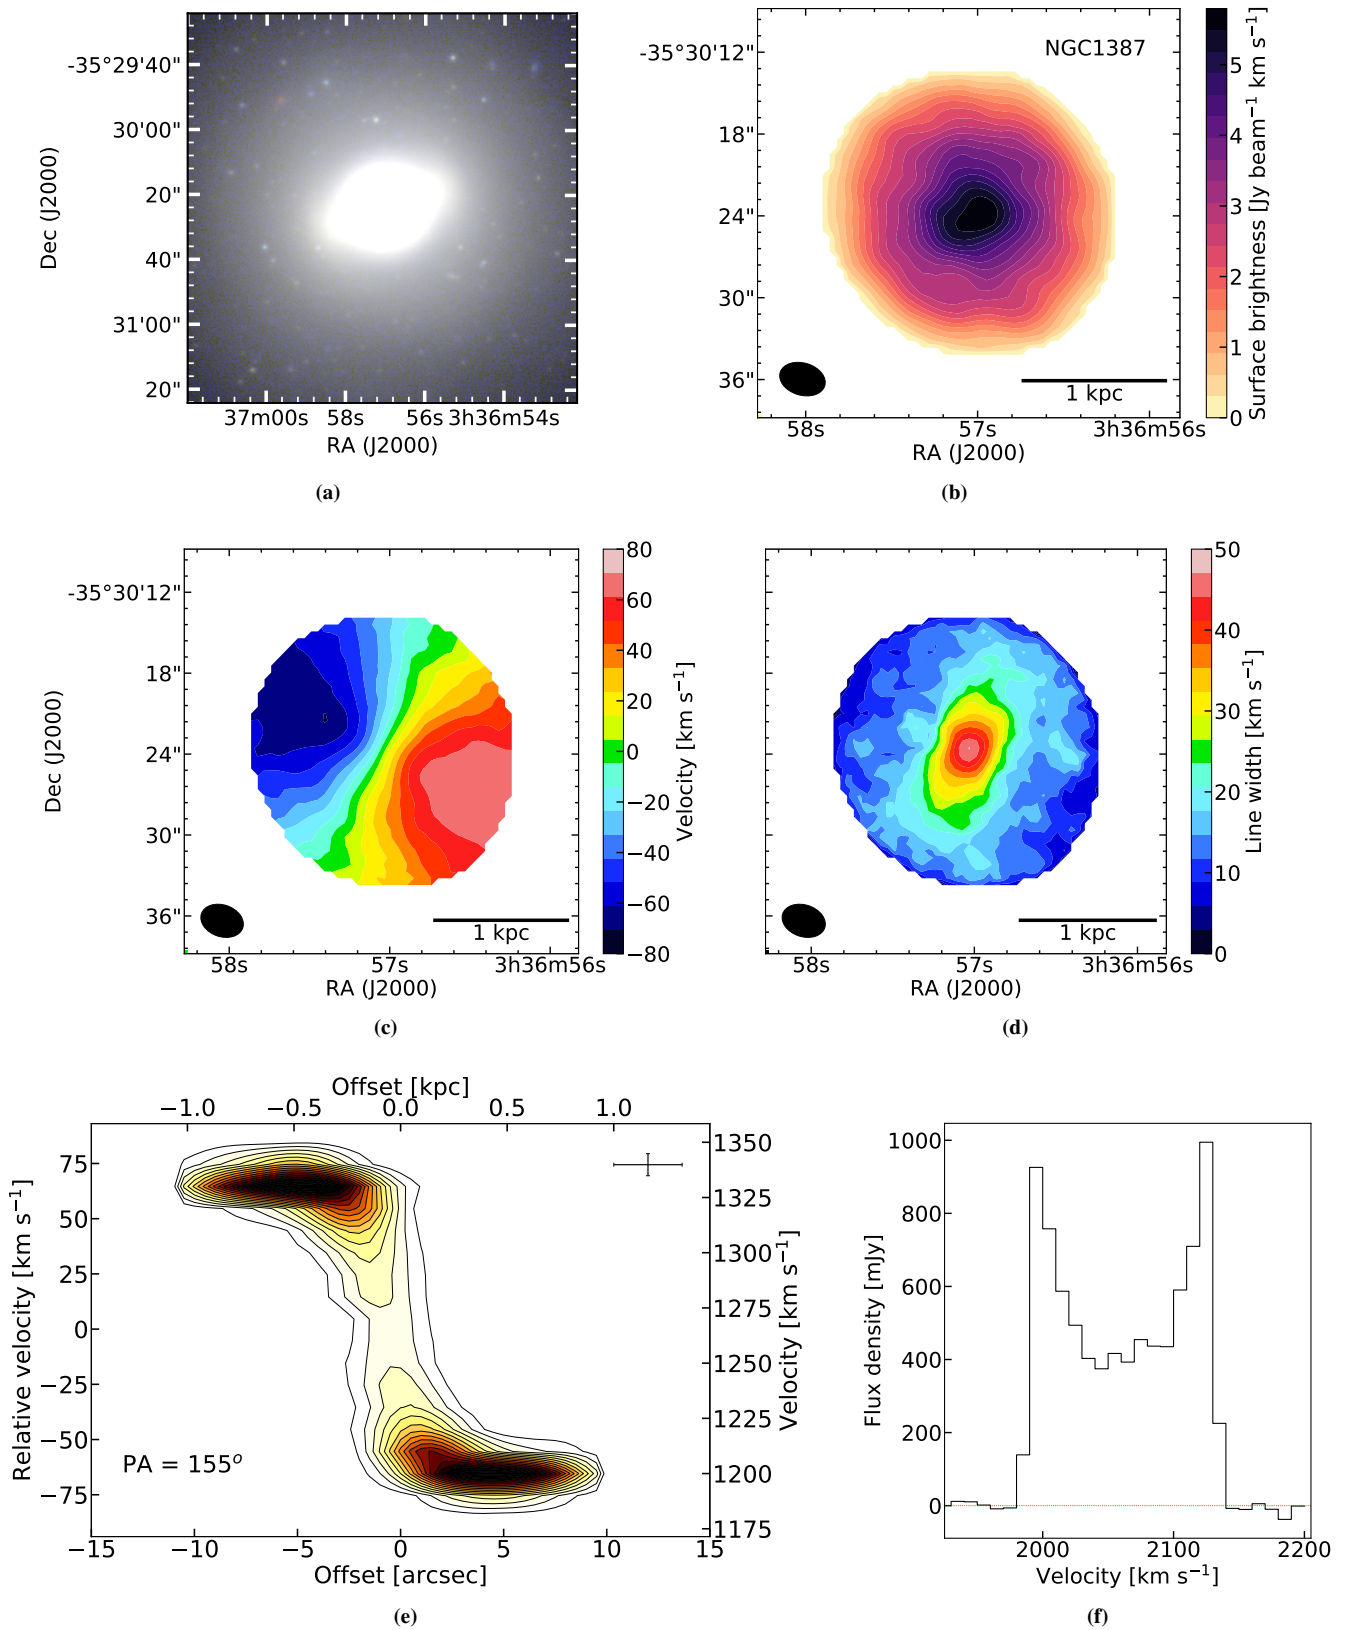 -35°29'40"
30'00"
20"
40"
31'00"
20"
Dec (J2000)
37m00s 58s 56s 3h36m54s
RA (J2000)
(a)
NGC1387
-35°30'12"
18"
24"
30"
36"
1 kpc
58s 57s 3h36m56s
RA (J2000)
0 1 2 3 4 5
Surface brightness [Jy beam⁻¹ km s⁻¹]
(b)
-35°30'12"
18"
24"
30"
36"
Dec (J2000)
1 kpc
58s 57s 3h36m56s
RA (J2000)
80
60
40
20
0
−20
−40
−60
−80
Velocity [km s⁻¹]
(c)
1 kpc
58s 57s 3h36m56s
RA (J2000)
50
40
30
20
10
0
Line width [km s⁻¹]
(d)
Offset [kpc]
−1.0 −0.5 0.0 0.5 1.0
75
50
25
0
−25
−50
−75
Relative velocity [km s⁻¹]
1350
1325
1300
1275
1250
1225
1200
1175
Velocity [km s⁻¹]
PA = 155°
−15 −10 −5 0 5 10 15
Offset [arcsec]
(e)
1000
800
600
400
200
0
Flux density [mJy]
2000 2100 2200
Velocity [km s⁻¹]
(f)